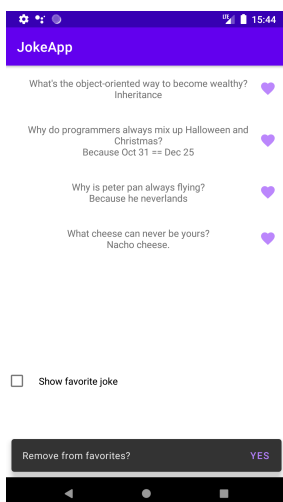 15:44
JokeApp
What's the object-oriented way to become wealthy?
Inheritance
Why do programmers always mix up Halloween and
Christmas?
Because Oct 31 == Dec 25
Why is peter pan always flying?
Because he neverlands
What cheese can never be yours?
Nacho cheese.
Show favorite joke
Remove from favorites? YES